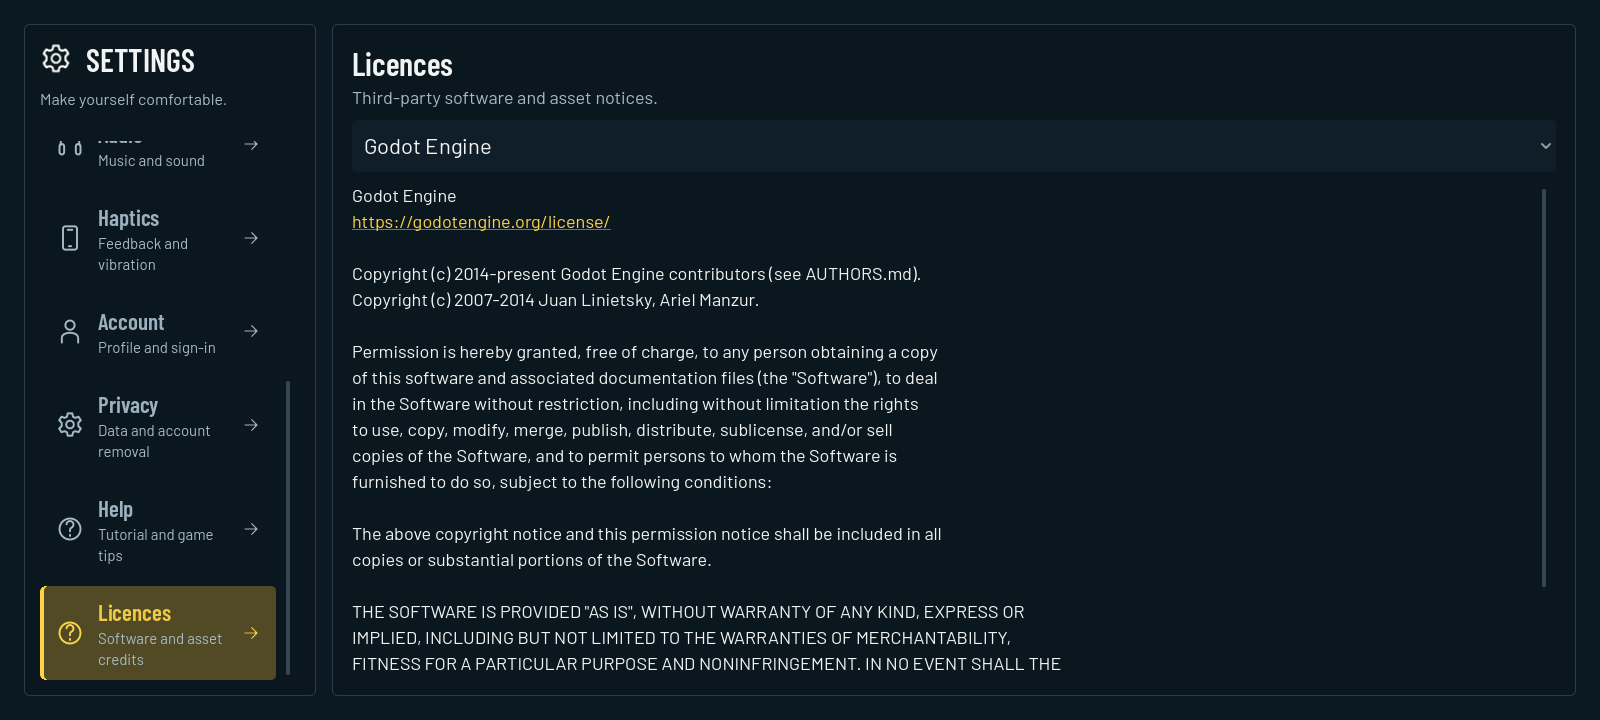 SETTINGS
Make yourself comfortable.
Music and sound
Haptics
Feedback and
vibration
Account
Profile and sign-in
Privacy
Data and account
removal
Help
Tutorial and game
tips
Licences
Software and asset
credits
Licences
Third-party software and asset notices.
Godot Engine
Godot Engine
https://godotengine.org/license/
Copyright (c) 2014-present Godot Engine contributors (see AUTHORS.md).
Copyright (c) 2007-2014 Juan Linietsky, Ariel Manzur.
Permission is hereby granted, free of charge, to any person obtaining a copy
of this software and associated documentation files (the "Software"), to deal
in the Software without restriction, including without limitation the rights
to use, copy, modify, merge, publish, distribute, sublicense, and/or sell
copies of the Software, and to permit persons to whom the Software is
furnished to do so, subject to the following conditions:
The above copyright notice and this permission notice shall be included in all
copies or substantial portions of the Software.
THE SOFTWARE IS PROVIDED "AS IS", WITHOUT WARRANTY OF ANY KIND, EXPRESS OR
IMPLIED, INCLUDING BUT NOT LIMITED TO THE WARRANTIES OF MERCHANTABILITY,
FITNESS FOR A PARTICULAR PURPOSE AND NONINFRINGEMENT. IN NO EVENT SHALL THE